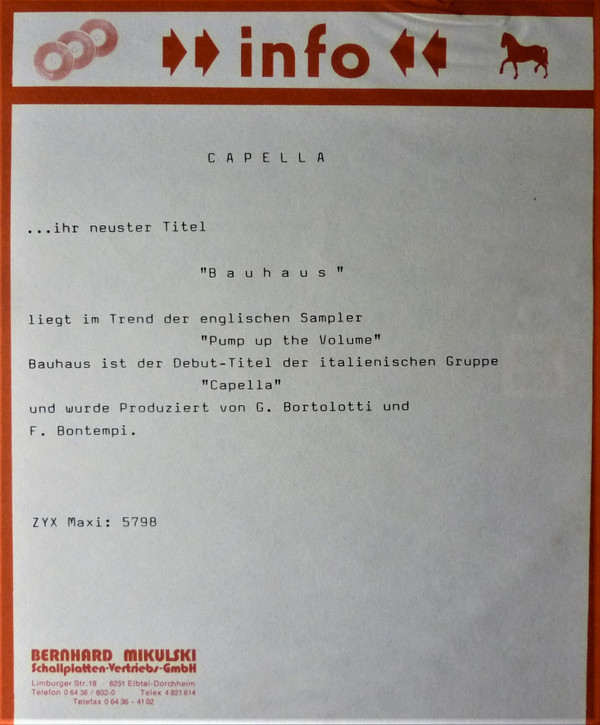 info
C A P E L L A
...ihr neuster Titel
"B a u h a u s "
liegt im Trend der englischen Sampler
"Pump up the Volume"
Bauhaus ist der Debut-Titel der italienischen Gruppe
"Capella"
und wurde Produziert von G. Bortolotti und
F. Bontempi.
ZYX Maxi: 5798
BERNHARD MIKULSKI
Schallplatten-Vertriebs-GmbH
Limburger Str. 18 · 6251 Elbtal-Dorchheim
Telefon 0 64 36 / 602-0 Telex 4 821 614
Telefax 0 64 36 - 41 02